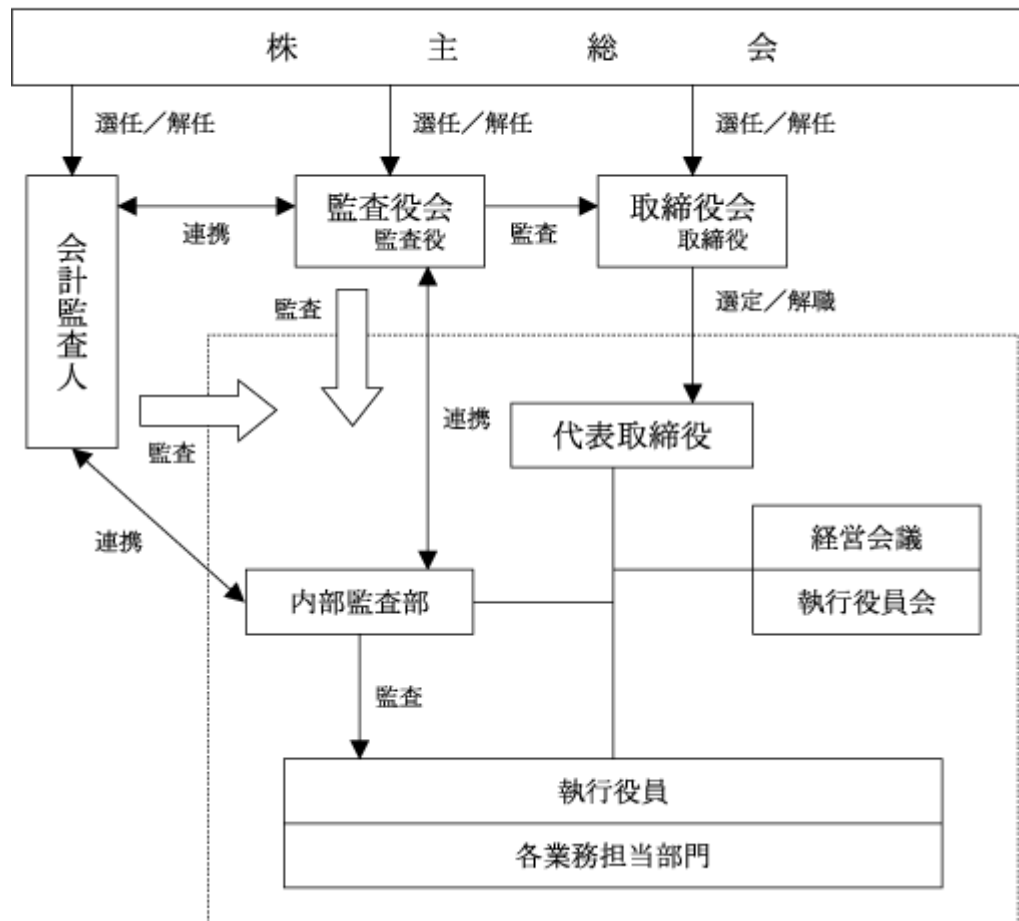 株主総会
選任／解任
選任／解任
選任／解任
会計監査人
連携
監査役会
監査役
監査
取締役会
取締役
選定／解職
監査
監査
連携
代表取締役
連携
経営会議
執行役員会
内部監査部
監査
執行役員
各業務担当部門